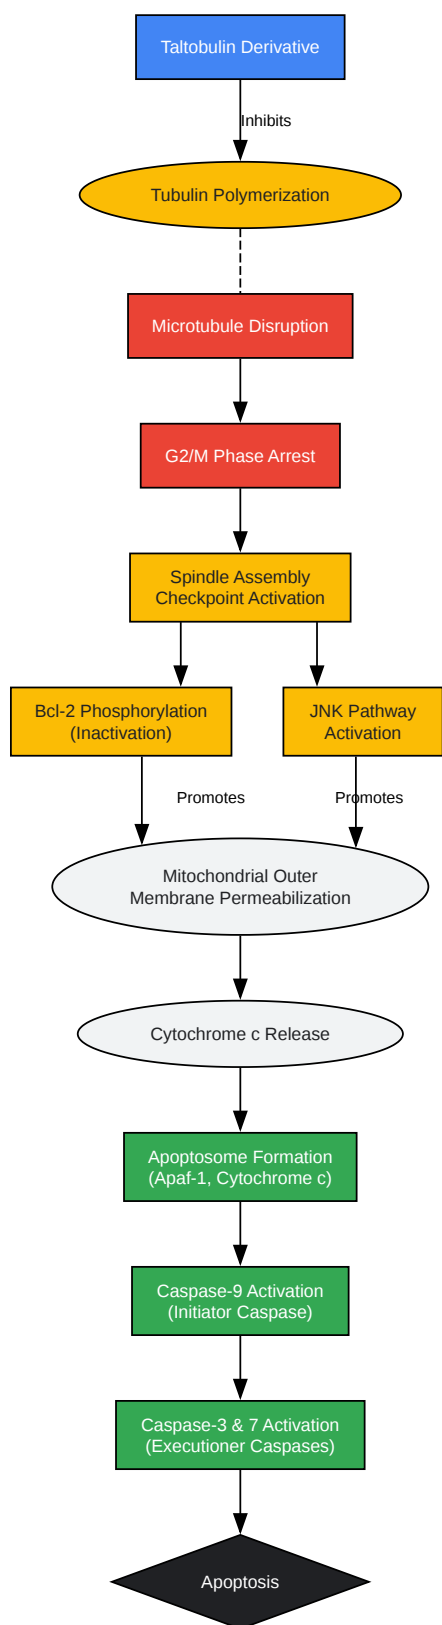 Taltobulin Derivative
Inhibits
Tubulin Polymerization
Microtubule Disruption
G2/M Phase Arrest
Spindle Assembly
Checkpoint Activation
Bcl-2 Phosphorylation
(Inactivation)
JNK Pathway
Activation
Promotes
Promotes
Mitochondrial Outer
Membrane Permeabilization
Cytochrome c Release
Apoptosome Formation
(Apaf-1, Cytochrome c)
Caspase-9 Activation
(Initiator Caspase)
Caspase-3 & 7 Activation
(Executioner Caspases)
Apoptosis